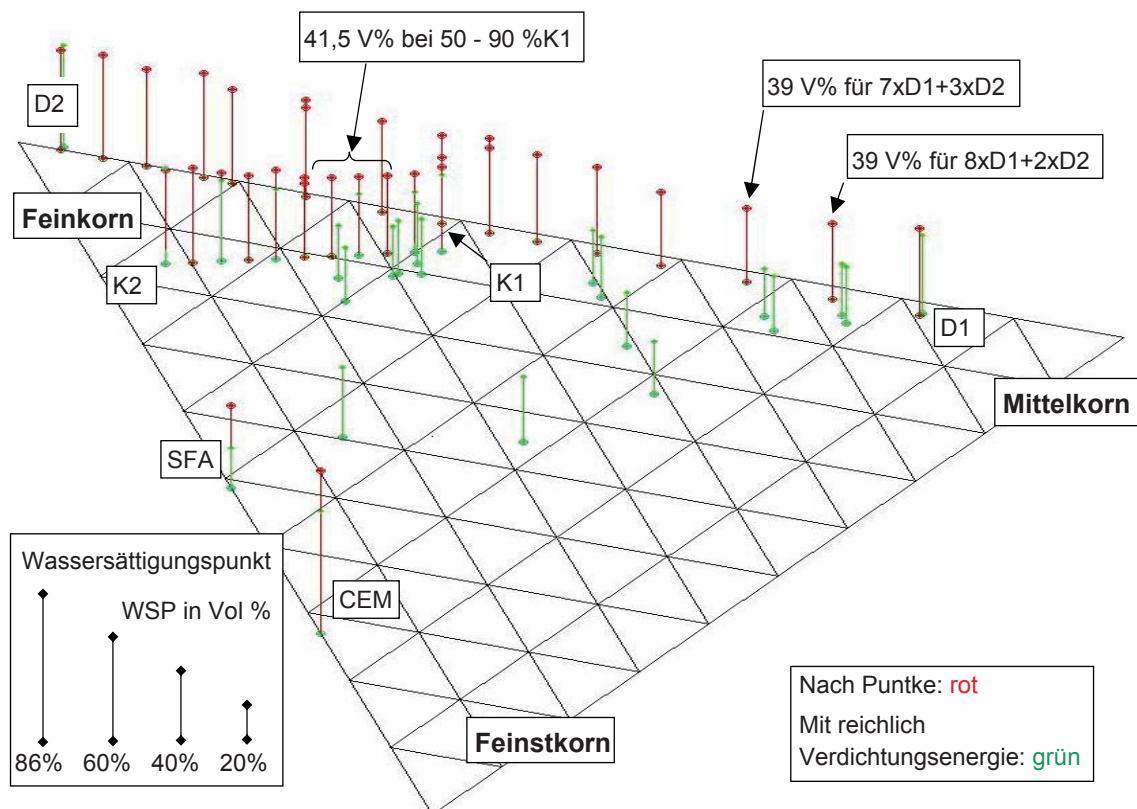 41,5 V% bei 50 - 90 %K1
39 V% für 7xD1+3xD2
D2
39 V% für 8xD1+2xD2
Feinkorn
K2
K1
D1
Mittelkorn
SFA
Wassersättigungspunkt
WSP in Vol %
86% 60% 40% 20%
CEM
Feinstkorn
Nach Puntke: rot
Mit reichlich
Verdichtungsenergie: grün